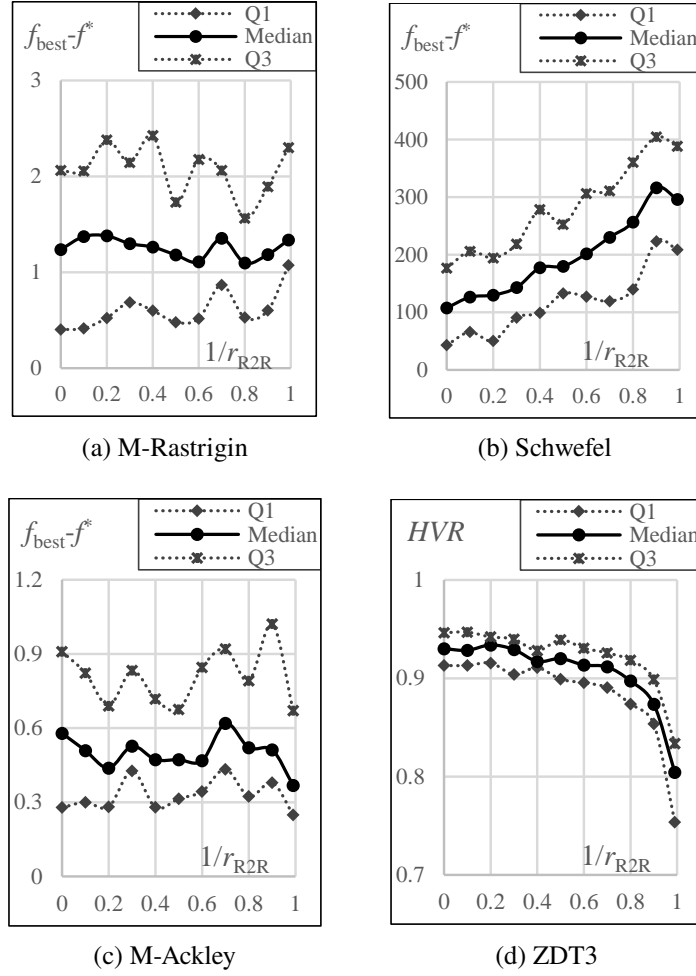 f_best-f*
Q1
Median
Q3
3
2
1
0
1/r_R2R
0 0.2 0.4 0.6 0.8 1
(a) M-Rastrigin
f_best-f*
Q1
Median
Q3
500
400
300
200
100
0
1/r_R2R
0 0.2 0.4 0.6 0.8 1
(b) Schwefel
f_best-f*
Q1
Median
Q3
1.2
0.9
0.6
0.3
0
1/r_R2R
0 0.2 0.4 0.6 0.8 1
(c) M-Ackley
HVR
Q1
Median
Q3
1
0.9
0.8
0.7
1/r_R2R
0 0.2 0.4 0.6 0.8 1
(d) ZDT3